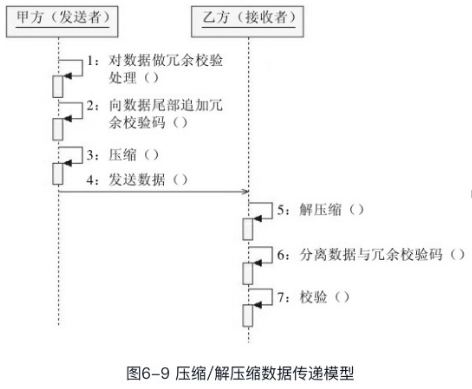 甲方（发送者）
乙方（接收者）
1：对数据做冗余校验
处理（）
2：向数据尾部追加冗
余校验码（）
3：压缩（）
4：发送数据（）
5：解压缩（）
6：分离数据与冗余校验码（）
7：校验（）
图6-9 压缩/解压缩数据传递模型